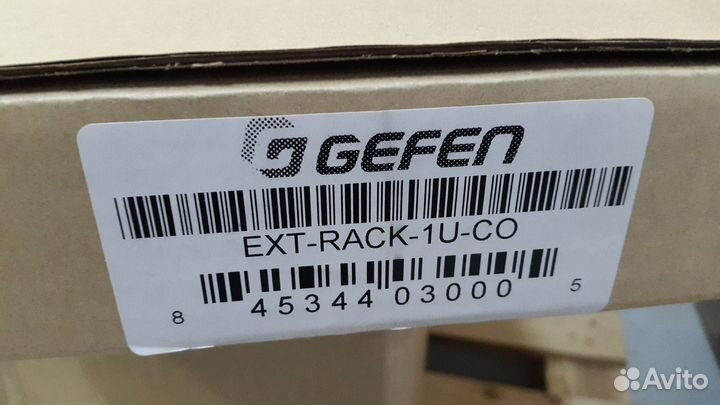 GEFEN
EXT-RACK-1U-CO
8 45344 03000 5
Avito